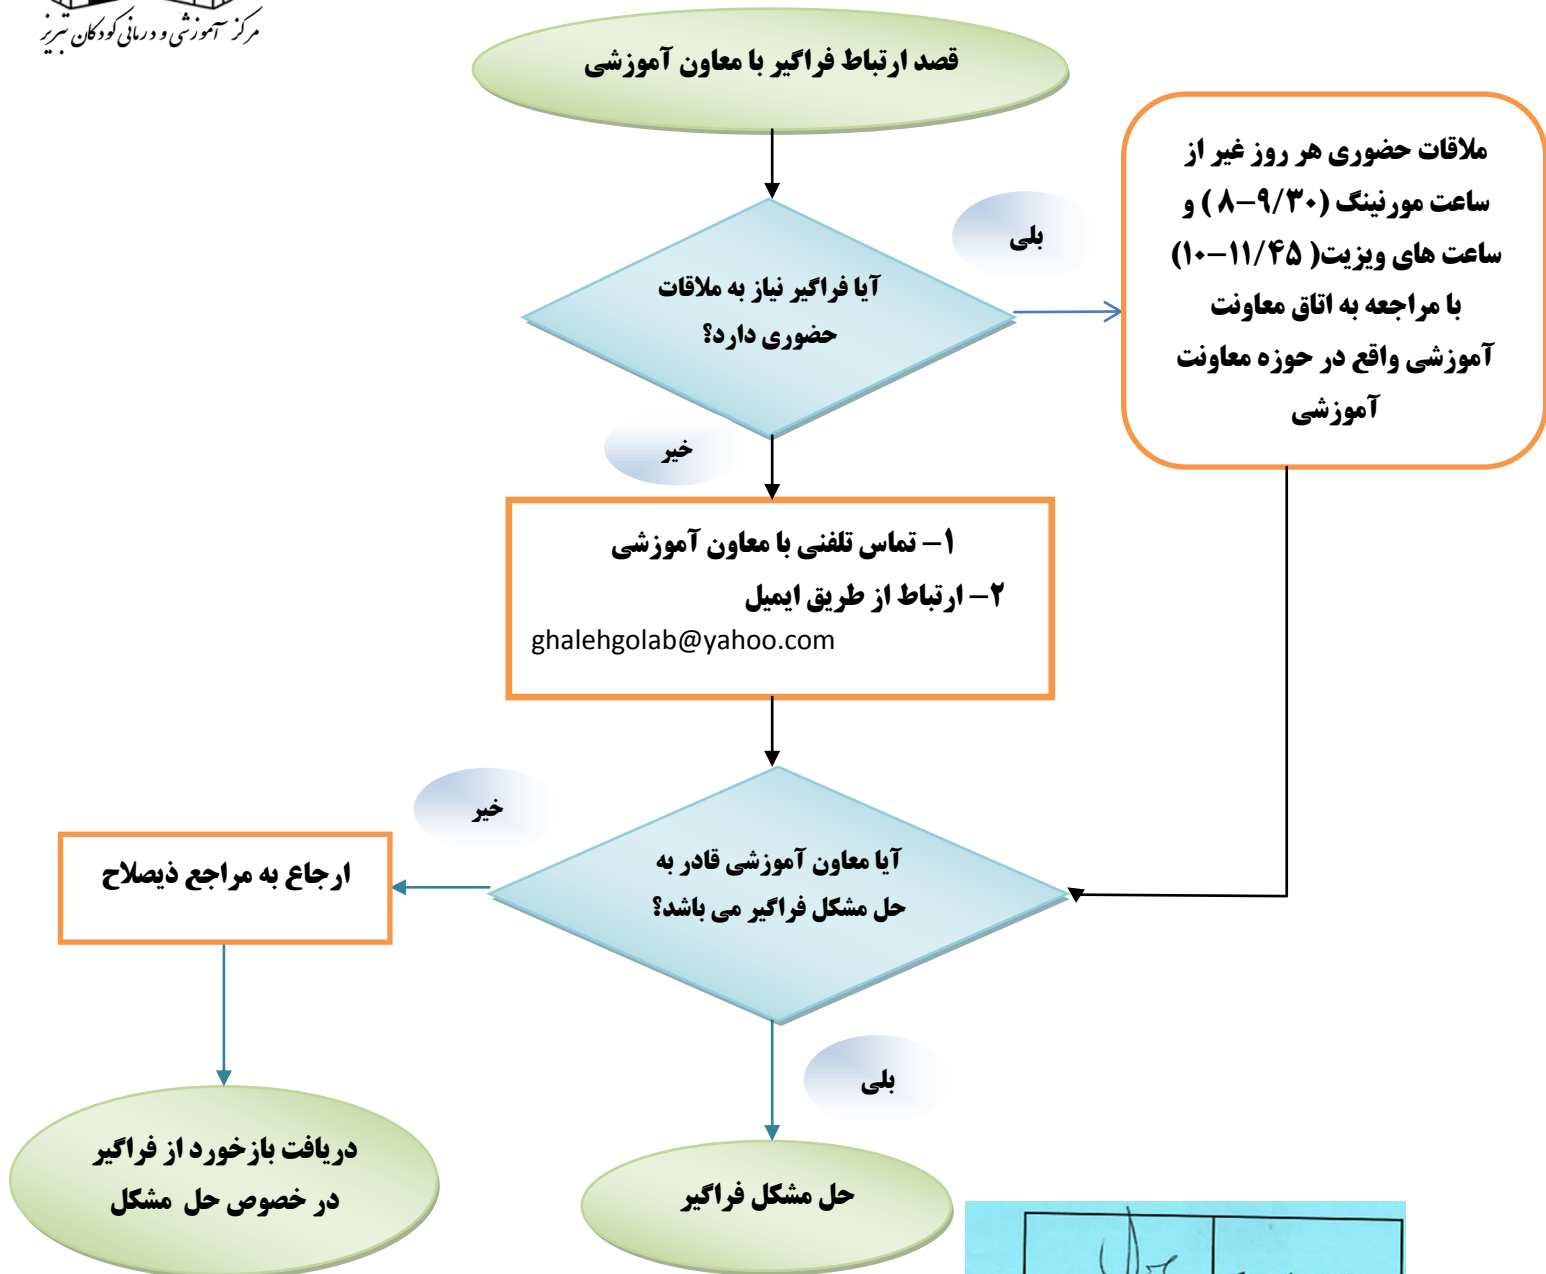 مرکز آموزشی و درمانی کودکان تبریز
قصد ارتباط فراگیر با معاون آموزشی
ملاقات حضوری هر روز غیر از
ساعت مورنینگ (۹/۳۰–۸ ) و
ساعت های ویزیت( ۱۱/۴۵–۱۰)
با مراجعه به اتاق معاونت
آموزشی واقع در حوزه معاونت
آموزشی
بلی
آیا فراگیر نیاز به ملاقات
حضوری دارد؟
خیر
۱- تماس تلفنی با معاون آموزشی
۲- ارتباط از طریق ایمیل
ghalehgolab@yahoo.com
خیر
آیا معاون آموزشی قادر به
حل مشکل فراگیر می باشد؟
ارجاع به مراجع ذیصلاح
بلی
دریافت بازخورد از فراگیر
در خصوص حل مشکل
حل مشکل فراگیر